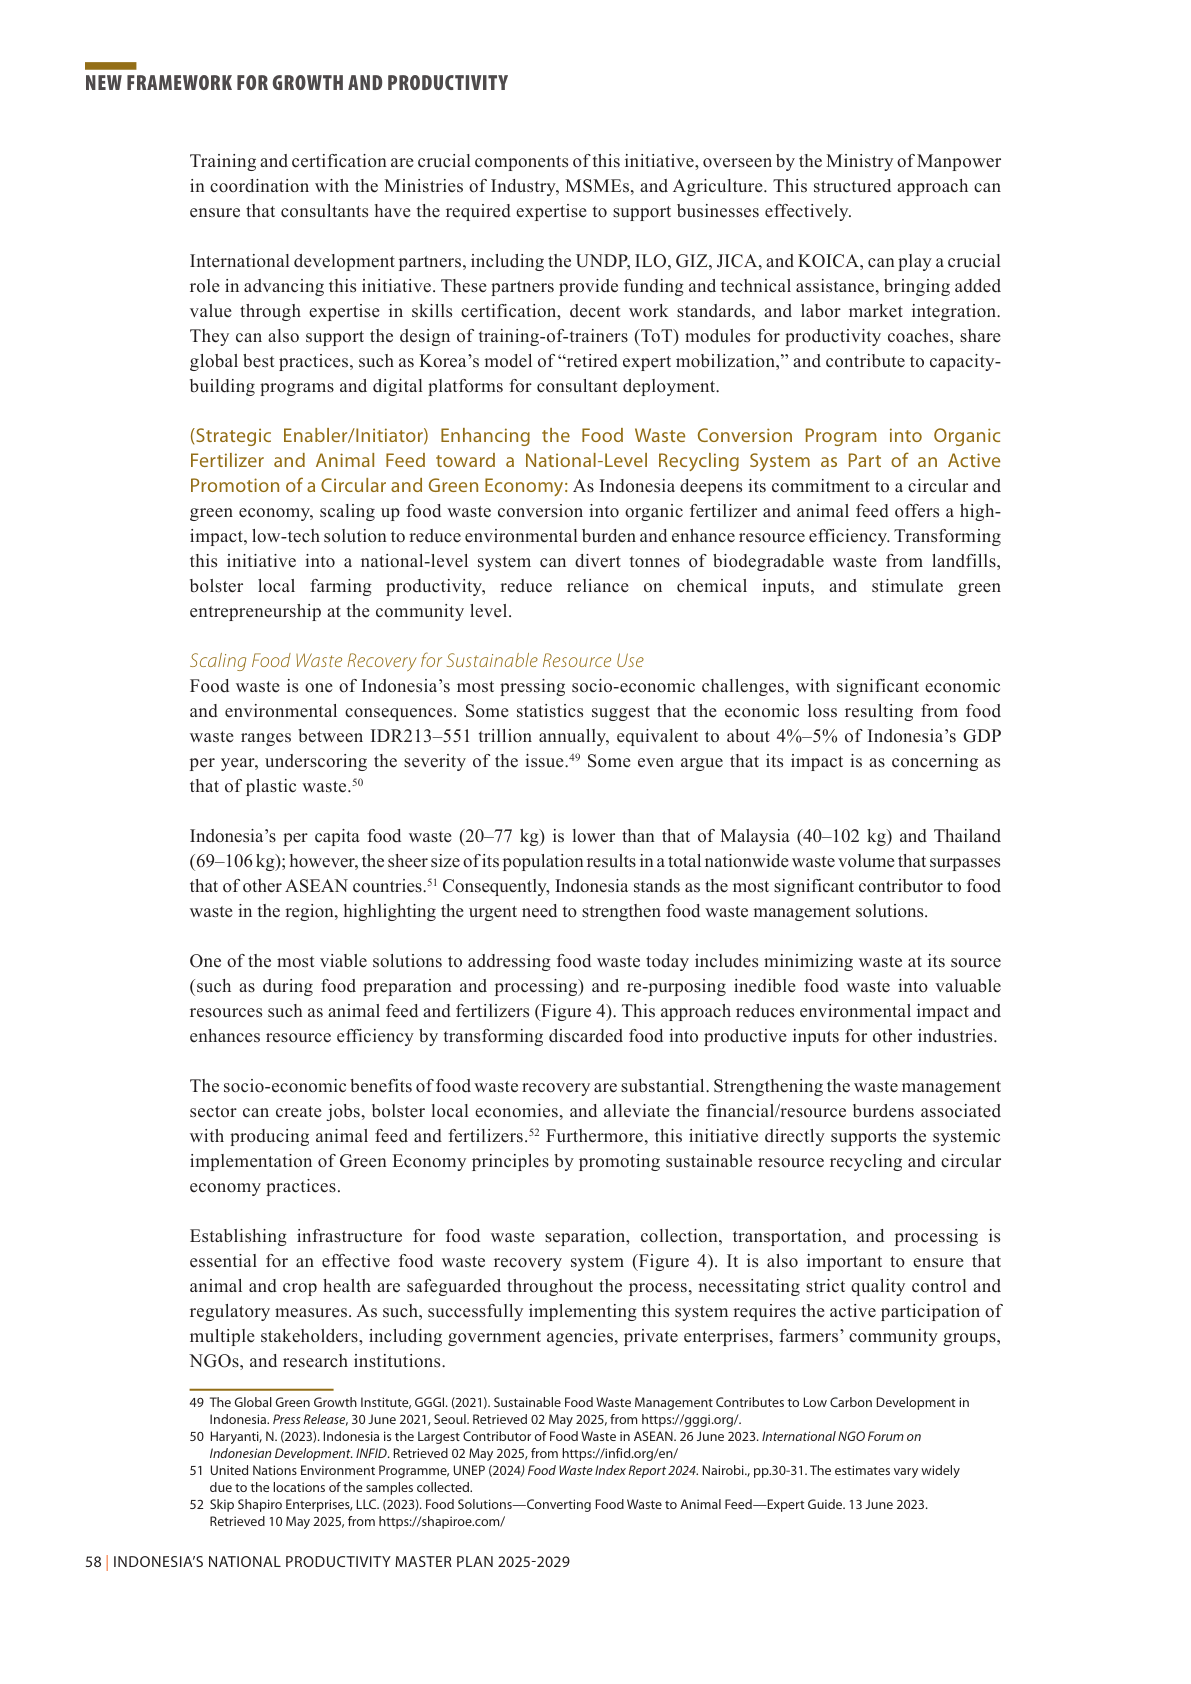 NEW FRAMEWORK FOR GROWTH AND PRODUCTIVITY
Training and certification are crucial components of this initiative, overseen by the Ministry of Manpower
in coordination with the Ministries of Industry, MSMEs, and Agriculture. This structured approach can
ensure that consultants have the required expertise to support businesses effectively.
International development partners, including the UNDP, ILO, GIZ, JICA, and KOICA, can play a crucial
role in advancing this initiative. These partners provide funding and technical assistance, bringing added
value through expertise in skills certification, decent work standards, and labor market integration.
They can also support the design of training-of-trainers (ToT) modules for productivity coaches, share
global best practices, such as Korea’s model of “retired expert mobilization,” and contribute to capacity-
building programs and digital platforms for consultant deployment.
(Strategic Enabler/Initiator) Enhancing the Food Waste Conversion Program into Organic
Fertilizer and Animal Feed toward a National-Level Recycling System as Part of an Active
Promotion of a Circular and Green Economy: As Indonesia deepens its commitment to a circular and
green economy, scaling up food waste conversion into organic fertilizer and animal feed offers a high-
impact, low-tech solution to reduce environmental burden and enhance resource efficiency. Transforming
this initiative into a national-level system can divert tonnes of biodegradable waste from landfills,
bolster local farming productivity, reduce reliance on chemical inputs, and stimulate green
entrepreneurship at the community level.
Scaling Food Waste Recovery for Sustainable Resource Use
Food waste is one of Indonesia’s most pressing socio-economic challenges, with significant economic
and environmental consequences. Some statistics suggest that the economic loss resulting from food
waste ranges between IDR213–551 trillion annually, equivalent to about 4%–5% of Indonesia’s GDP
per year, underscoring the severity of the issue.49 Some even argue that its impact is as concerning as
that of plastic waste.50
Indonesia’s per capita food waste (20–77 kg) is lower than that of Malaysia (40–102 kg) and Thailand
(69–106 kg); however, the sheer size of its population results in a total nationwide waste volume that surpasses
that of other ASEAN countries.51 Consequently, Indonesia stands as the most significant contributor to food
waste in the region, highlighting the urgent need to strengthen food waste management solutions.
One of the most viable solutions to addressing food waste today includes minimizing waste at its source
(such as during food preparation and processing) and re-purposing inedible food waste into valuable
resources such as animal feed and fertilizers (Figure 4). This approach reduces environmental impact and
enhances resource efficiency by transforming discarded food into productive inputs for other industries.
The socio-economic benefits of food waste recovery are substantial. Strengthening the waste management
sector can create jobs, bolster local economies, and alleviate the financial/resource burdens associated
with producing animal feed and fertilizers.52 Furthermore, this initiative directly supports the systemic
implementation of Green Economy principles by promoting sustainable resource recycling and circular
economy practices.
Establishing infrastructure for food waste separation, collection, transportation, and processing is
essential for an effective food waste recovery system (Figure 4). It is also important to ensure that
animal and crop health are safeguarded throughout the process, necessitating strict quality control and
regulatory measures. As such, successfully implementing this system requires the active participation of
multiple stakeholders, including government agencies, private enterprises, farmers’ community groups,
NGOs, and research institutions.
49 The Global Green Growth Institute, GGGI. (2021). Sustainable Food Waste Management Contributes to Low Carbon Development in
Indonesia. Press Release, 30 June 2021, Seoul. Retrieved 02 May 2025, from https://gggi.org/.
50 Haryanti, N. (2023). Indonesia is the Largest Contributor of Food Waste in ASEAN. 26 June 2023. International NGO Forum on
Indonesian Development. INFID. Retrieved 02 May 2025, from https://infid.org/en/
51 United Nations Environment Programme, UNEP (2024) Food Waste Index Report 2024. Nairobi., pp.30-31. The estimates vary widely
due to the locations of the samples collected.
52 Skip Shapiro Enterprises, LLC. (2023). Food Solutions—Converting Food Waste to Animal Feed—Expert Guide. 13 June 2023.
Retrieved 10 May 2025, from https://shapiroe.com/
58 | INDONESIA’S NATIONAL PRODUCTIVITY MASTER PLAN 2025-2029